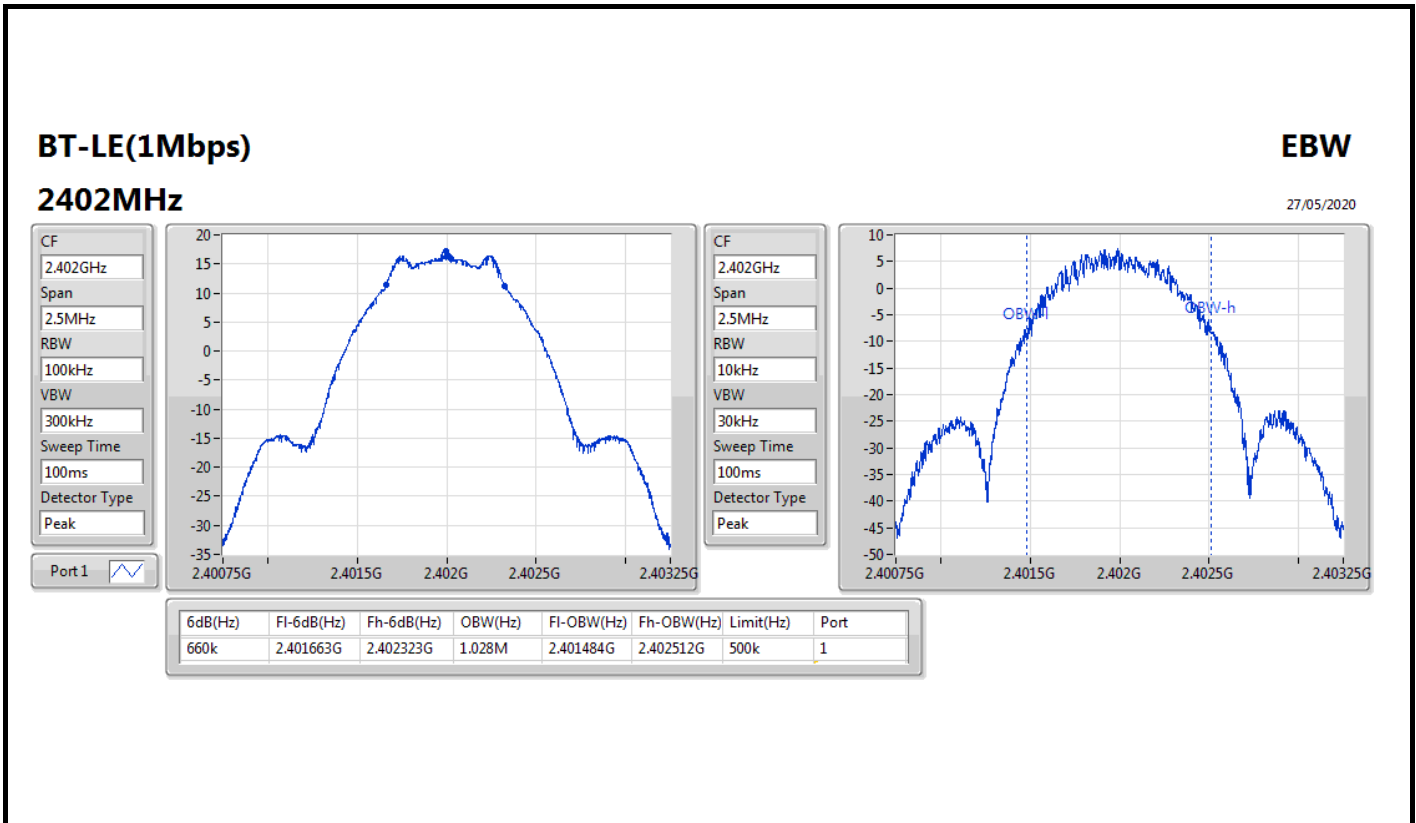 BT-LE(1Mbps)
EBW
2402MHz
27/05/2020
CF
2.402GHz
Span
2.5MHz
RBW
100kHz
VBW
300kHz
Sweep Time
100ms
Detector Type
Peak
Port 1
20
15
10
5
0
-5
-10
-15
-20
-25
-30
-35
2.40075G 2.4015G 2.402G 2.4025G 2.40325G
CF
2.402GHz
Span
2.5MHz
RBW
10kHz
VBW
30kHz
Sweep Time
100ms
Detector Type
Peak
10
5
0
-5
-10
-15
-20
-25
-30
-35
-40
-45
-50
OBW-l OBW-h
2.40075G 2.4015G 2.402G 2.4025G 2.40325G
6dB(Hz) Fl-6dB(Hz) Fh-6dB(Hz) OBW(Hz) Fl-OBW(Hz) Fh-OBW(Hz) Limit(Hz) Port
660k 2.401663G 2.402323G 1.028M 2.401484G 2.402512G 500k 1